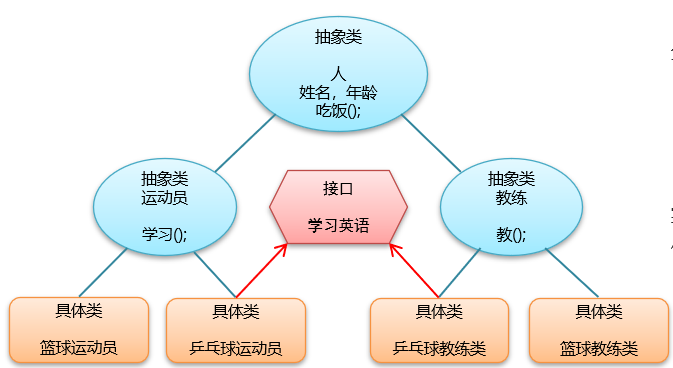 抽象类
人
姓名，年龄
吃饭();
抽象类
运动员
学习();
接口
学习英语
抽象类
教练
教();
具体类
篮球运动员
具体类
乒乓球运动员
具体类
乒乓球教练类
具体类
篮球教练类